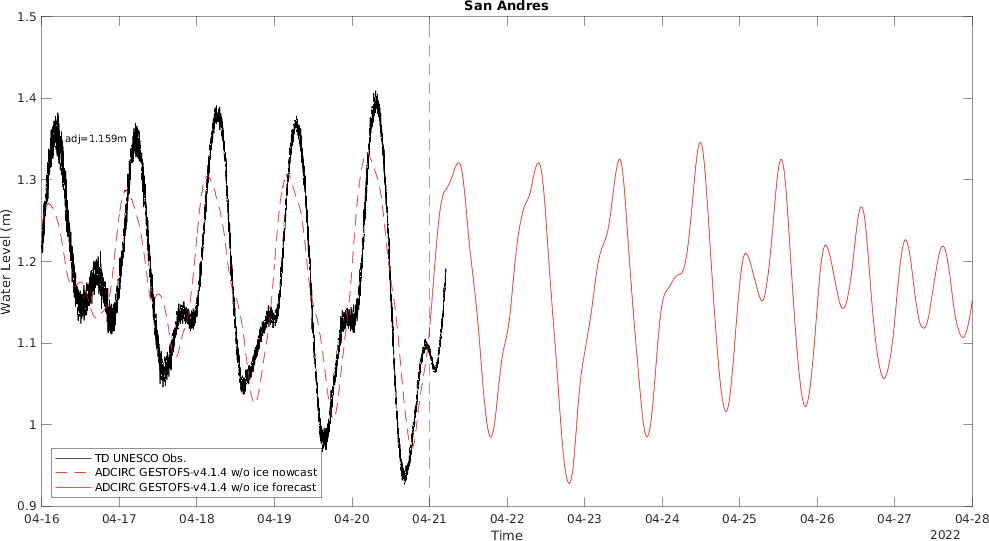 San Andres
1.5
1.4
1.3
1.2
1.1
1
0.9
Water Level (m)
adj=1.159m
TD UNESCO Obs.
ADCIRC GESTOFS-v4.1.4 w/o ice nowcast
ADCIRC GESTOFS-v4.1.4 w/o ice forecast
04-16 04-17 04-18 04-19 04-20 04-21 04-22 04-23 04-24 04-25 04-26 04-27 04-28
Time
2022